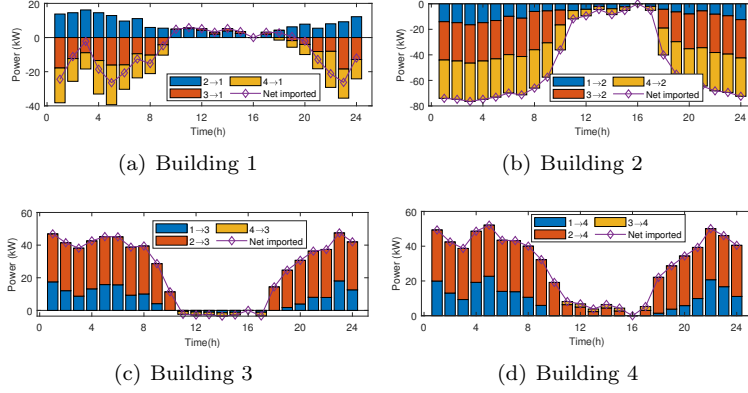 20
0
-20
-40
Power (kW)
2→1
3→1
4→1
Net imported
0 4 8 12 16 20 24
Time(h)
(a) Building 1
0
-20
-40
-60
-80
Power (kW)
1→2
3→2
4→2
Net imported
0 4 8 12 16 20 24
Time(h)
(b) Building 2
60
40
20
0
Power (kW)
1→3
2→3
4→3
Net imported
0 4 8 12 16 20 24
Time(h)
(c) Building 3
60
40
20
0
Power (kW)
1→4
2→4
3→4
Net imported
0 4 8 12 16 20 24
Time(h)
(d) Building 4